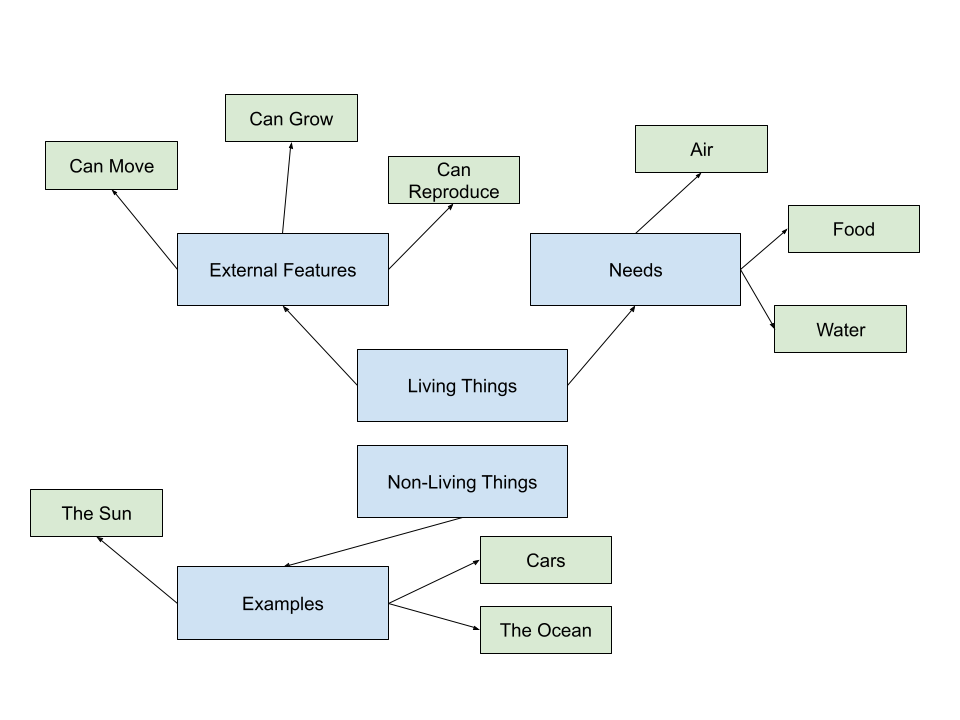 Can Grow
Can Move
Can
Reproduce
Air
Food
External Features
Needs
Water
Living Things
Non-Living Things
The Sun
Cars
Examples
The Ocean